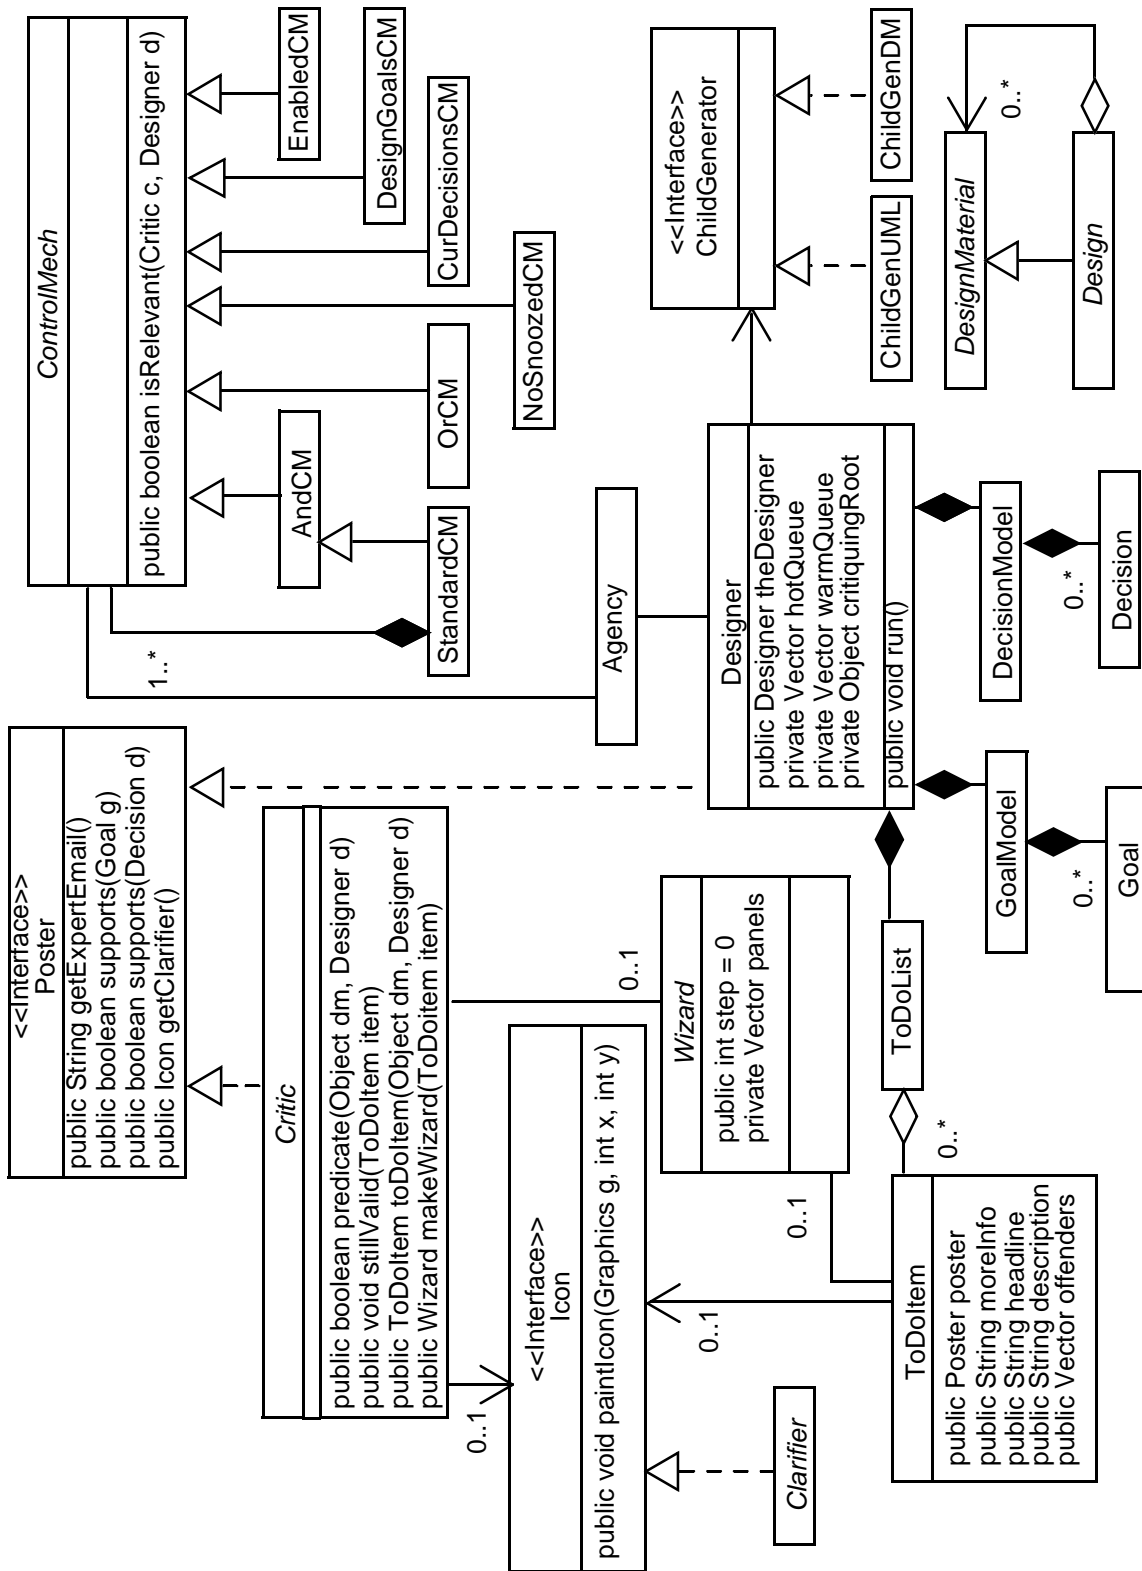 <<Interface>>
Poster
public String getExpertEmail()
public boolean supports(Goal g)
public boolean supports(Decision d)
public Icon getClarifier()
ControlMech
public boolean isRelevant(Critic c, Designer d)
1..*
AndCM
EnabledCM
DesignGoalsCM
StandardCM
OrCM
CurDecisionsCM
NoSnoozedCM
Critic
public boolean predicate(Object dm, Designer d)
public void stillValid(ToDoItem item)
public ToDoItem toDoItem(Object dm, Designer d)
public Wizard makeWizard(ToDoitem item)
0..1
0..1
<<Interface>>
Icon
public void paintIcon(Graphics g, int x, int y)
Agency
<<Interface>>
ChildGenerator
Wizard
public int step = 0
private Vector panels
0..1
0..1
Designer
public Designer theDesigner
private Vector hotQueue
private Vector warmQueue
private Object critiquingRoot
public void run()
ChildGenUML
ChildGenDM
Clarifier
ToDoItem
public Poster poster
public String moreInfo
public String headline
public String description
public Vector offenders
0..*
ToDoList
GoalModel
0..*
Goal
DecisionModel
0..*
Decision
DesignMaterial
0..*
Design